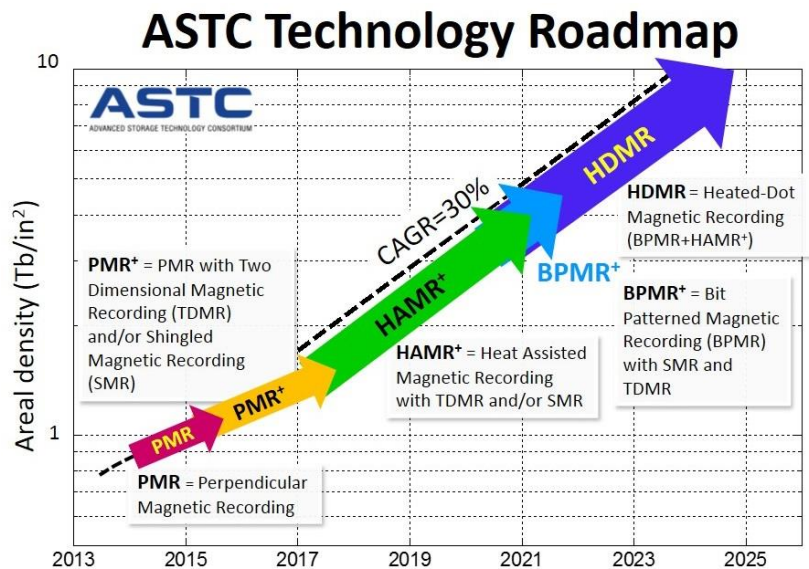 ASTC Technology Roadmap
10
ASTC
ADVANCED STORAGE TECHNOLOGY CONSORTIUM
HDMR
CAGR=30%
HDMR = Heated-Dot
Magnetic Recording
(BPMR+HAMR⁺)
PMR⁺ = PMR with Two
Dimensional Magnetic
Recording (TDMR)
and/or Shingled
Magnetic Recording
(SMR)
BPMR⁺
HAMR⁺
BPMR⁺ = Bit
Patterned Magnetic
Recording (BPMR)
with SMR and
TDMR
HAMR⁺ = Heat Assisted
Magnetic Recording
with TDMR and/or SMR
Areal density (Tb/in²)
PMR⁺
1
PMR
PMR = Perpendicular
Magnetic Recording
2013 2015 2017 2019 2021 2023 2025